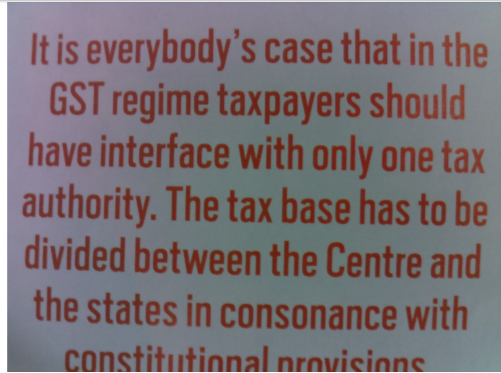 It is everybody's case that in the
GST regime taxpayers should
have interface with only one tax
authority. The tax base has to be
divided between the Centre and
the states in consonance with
constitutional provisions